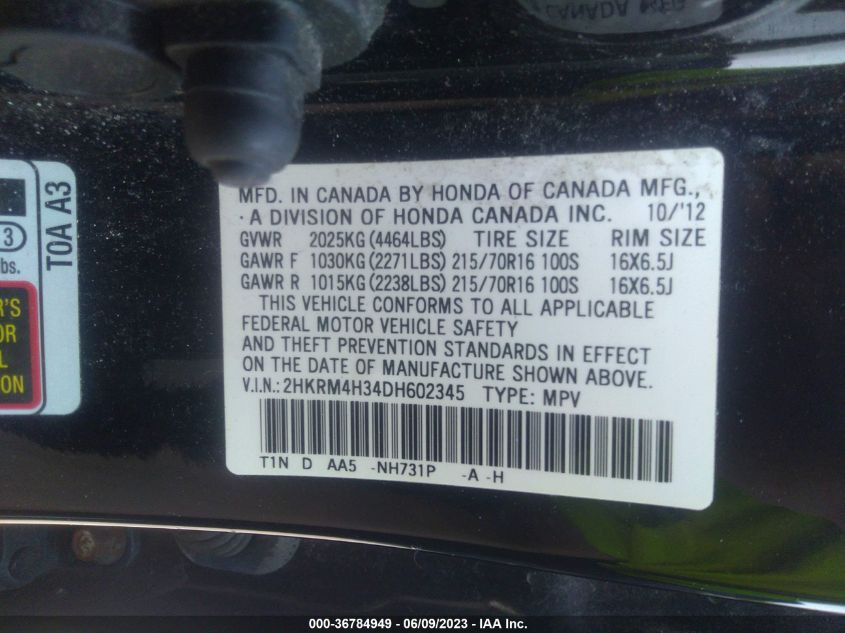 CANADA MFG.
MFD. IN CANADA BY HONDA OF CANADA MFG.,
A DIVISION OF HONDA CANADA INC. 10/'12
GVWR 2025KG (4464LBS) TIRE SIZE RIM SIZE
GAWR F 1030KG (2271LBS) 215/70R16 100S 16X6.5J
GAWR R 1015KG (2238LBS) 215/70R16 100S 16X6.5J
THIS VEHICLE CONFORMS TO ALL APPLICABLE
FEDERAL MOTOR VEHICLE SAFETY
AND THEFT PREVENTION STANDARDS IN EFFECT
ON THE DATE OF MANUFACTURE SHOWN ABOVE.
V.I.N.: 2HKRM4H34DH602345 TYPE: MPV
T1N D AA5 -NH731P -A -H
T0A A3
3
lbs.
000-36784949 - 06/09/2023 - IAA Inc.